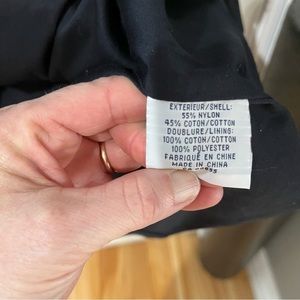 EXTERIEUR/SHELL:
55% NYLON
45% COTON/COTTON
DOUBLURE/LINING:
100% COTON/COTTON
100% POLYESTER
FABRIQUÉ EN CHINE
MADE IN CHINA